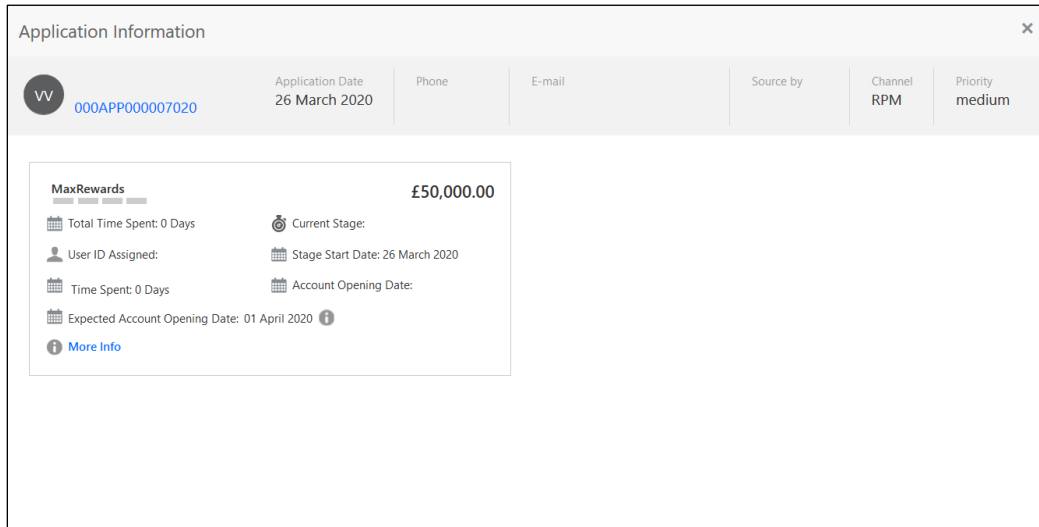 Application Information
×
VV
000APP000007020
Application Date
26 March 2020
Phone
E-mail
Source by
Channel
RPM
Priority
medium
MaxRewards
£50,000.00
Total Time Spent: 0 Days
Current Stage:
User ID Assigned:
Stage Start Date: 26 March 2020
Time Spent: 0 Days
Account Opening Date:
Expected Account Opening Date: 01 April 2020
More Info